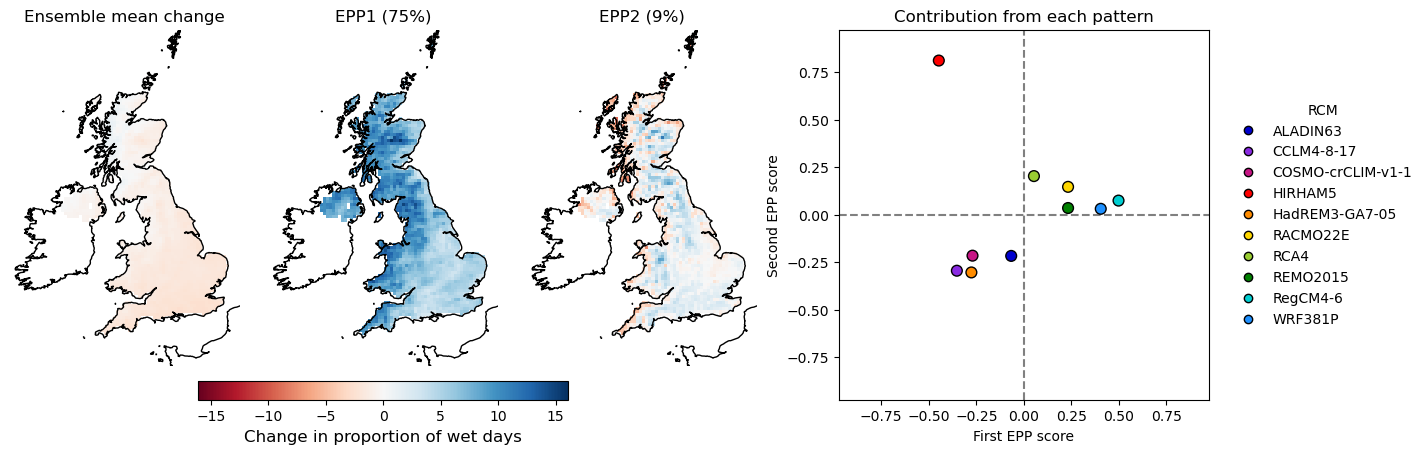 Ensemble mean change
EPP1 (75%)
EPP2 (9%)
Contribution from each pattern
−15
−10
−5
0
5
10
15
Change in proportion of wet days
Second EPP score
0.75
0.50
0.25
0.00
−0.25
−0.50
−0.75
−0.75
−0.50
−0.25
0.00
0.25
0.50
0.75
First EPP score
RCM
ALADIN63
CCLM4-8-17
COSMO-crCLIM-v1-1
HIRHAM5
HadREM3-GA7-05
RACMO22E
RCA4
REMO2015
RegCM4-6
WRF381P